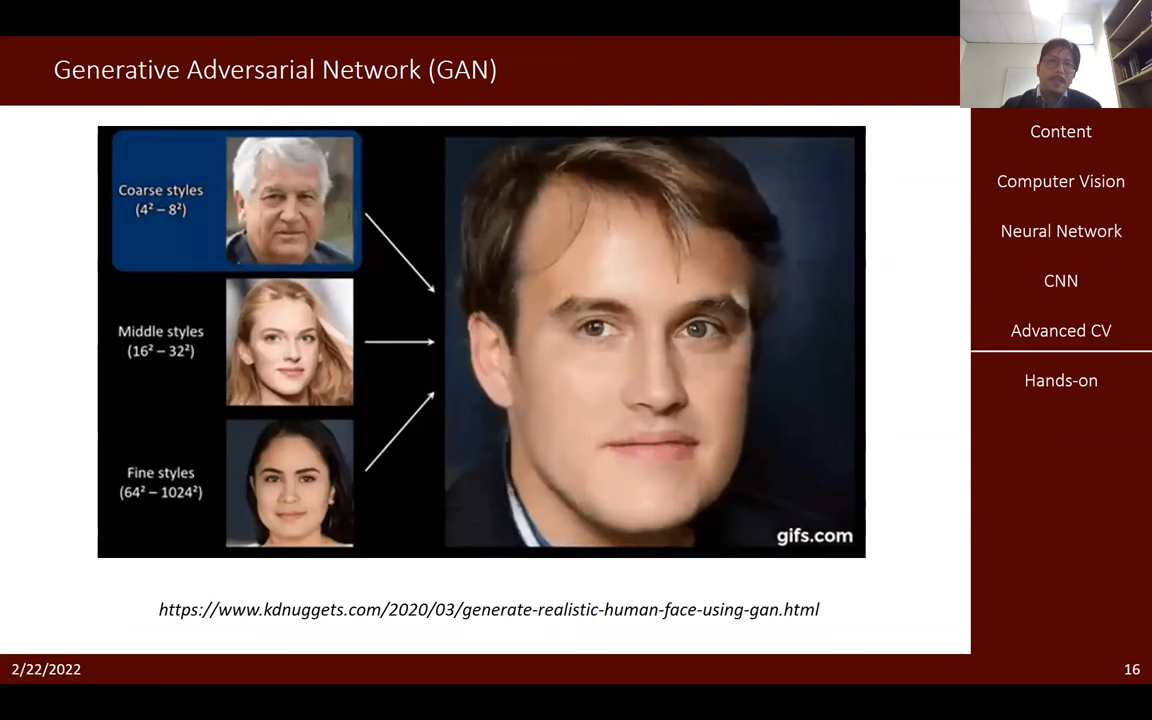 Generative Adversarial Network (GAN)
Coarse styles
(4² – 8²)
Middle styles
(16² – 32²)
Fine styles
(64² – 1024²)
gifs.com
https://www.kdnuggets.com/2020/03/generate-realistic-human-face-using-gan.html
Content
Computer Vision
Neural Network
CNN
Advanced CV
Hands-on
2/22/2022
16